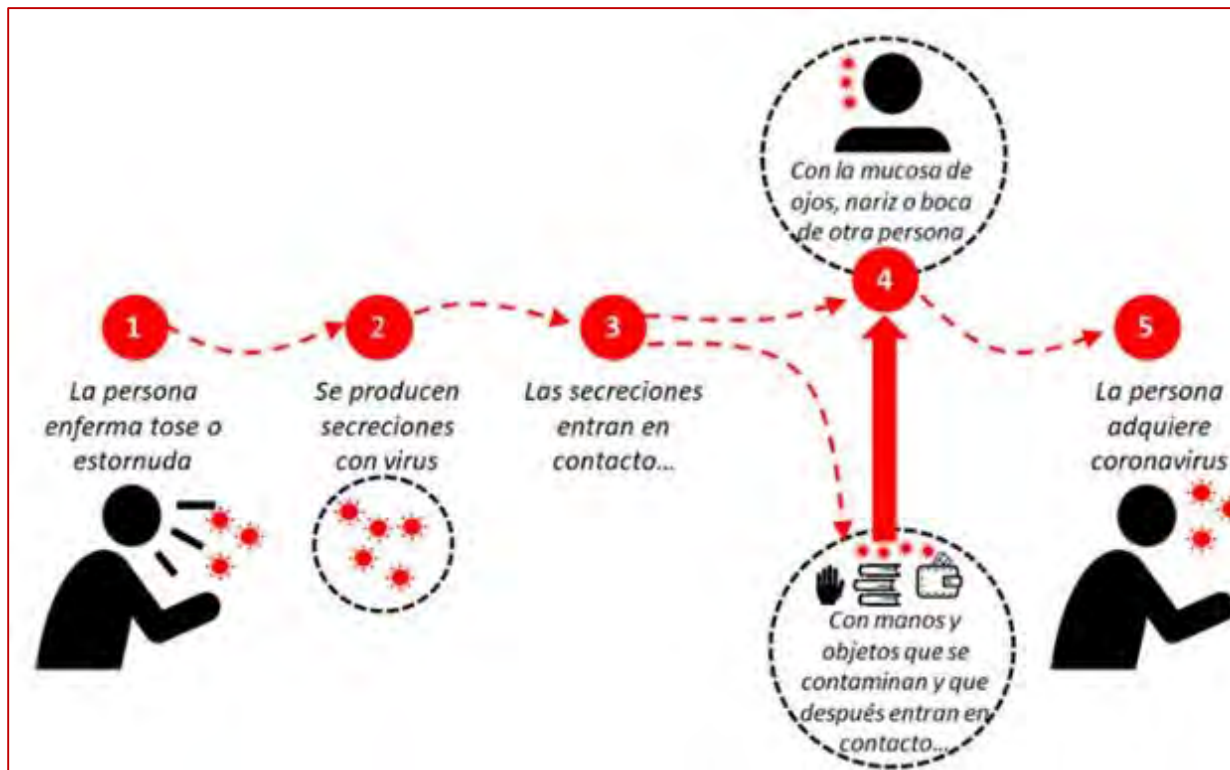 1
La persona
enferma tose o
estornuda
2
Se producen
secreciones
con virus
3
Las secreciones
entran en
contacto...
Con la mucosa de
ojos, nariz o boca
de otra persona
4
Con manos y
objetos que se
contaminan y que
después entran en
contacto...
5
La persona
adquiere
coronavirus